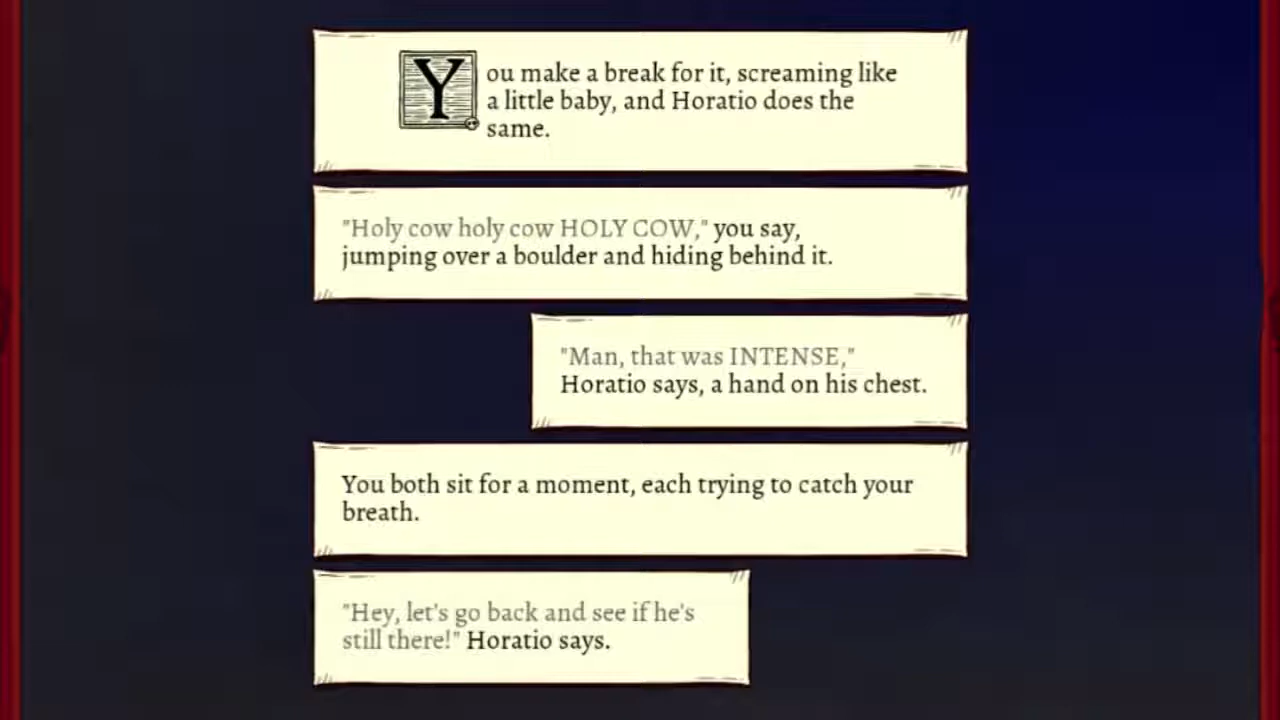 You make a break for it, screaming like
a little baby, and Horatio does the
same.
"Holy cow holy cow HOLY COW," you say,
jumping over a boulder and hiding behind it.
"Man, that was INTENSE,"
Horatio says, a hand on his chest.
You both sit for a moment, each trying to catch your
breath.
"Hey, let's go back and see if he's
still there!" Horatio says.